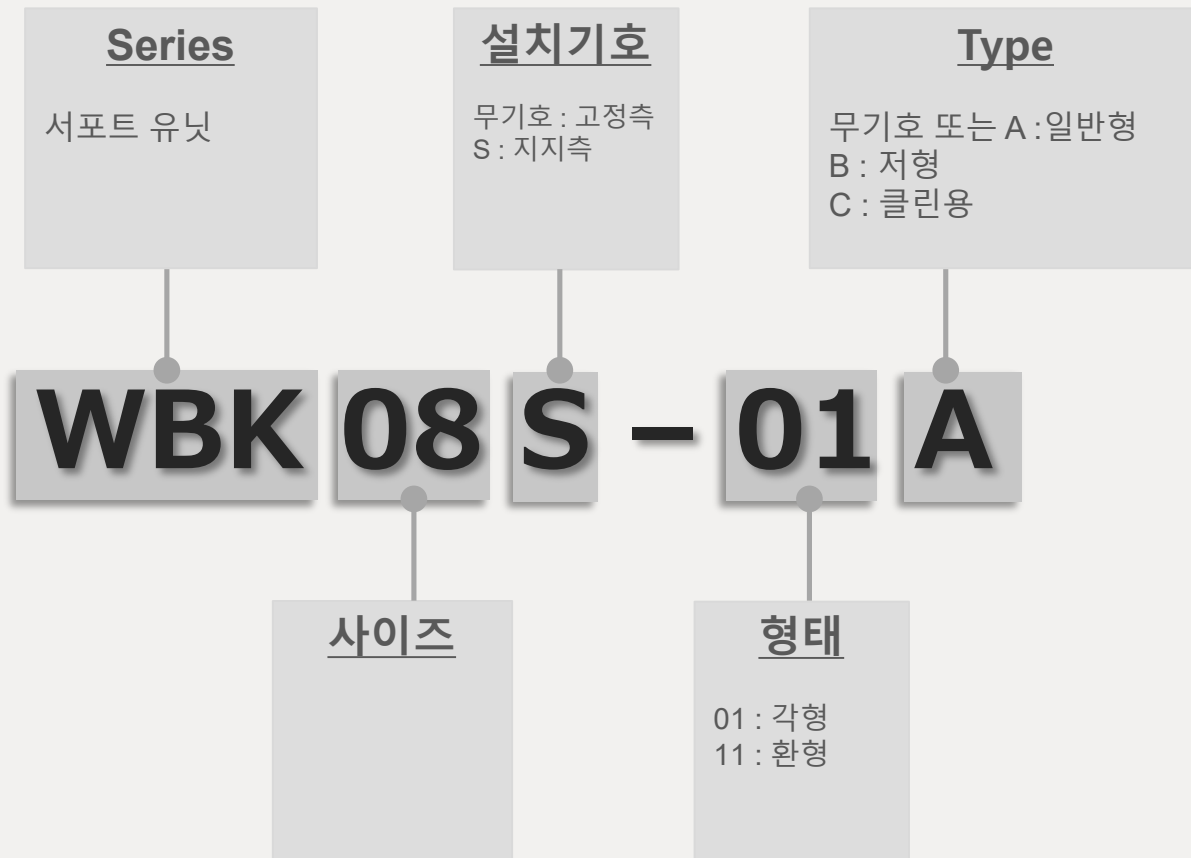 Series
서포트 유닛
설치기호
무기호 : 고정측
S : 지지측
Type
무기호 또는 A :일반형
B : 저형
C : 클린용
WBK 08 S – 01 A
사이즈
형태
01 : 각형
11 : 환형